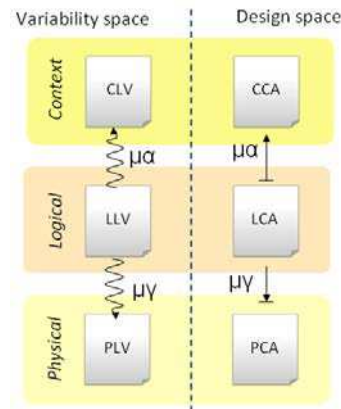 Variability space
Design space
Context
CLV
CCA
μα
μα
Logical
LLV
LCA
μγ
μγ
Physical
PLV
PCA